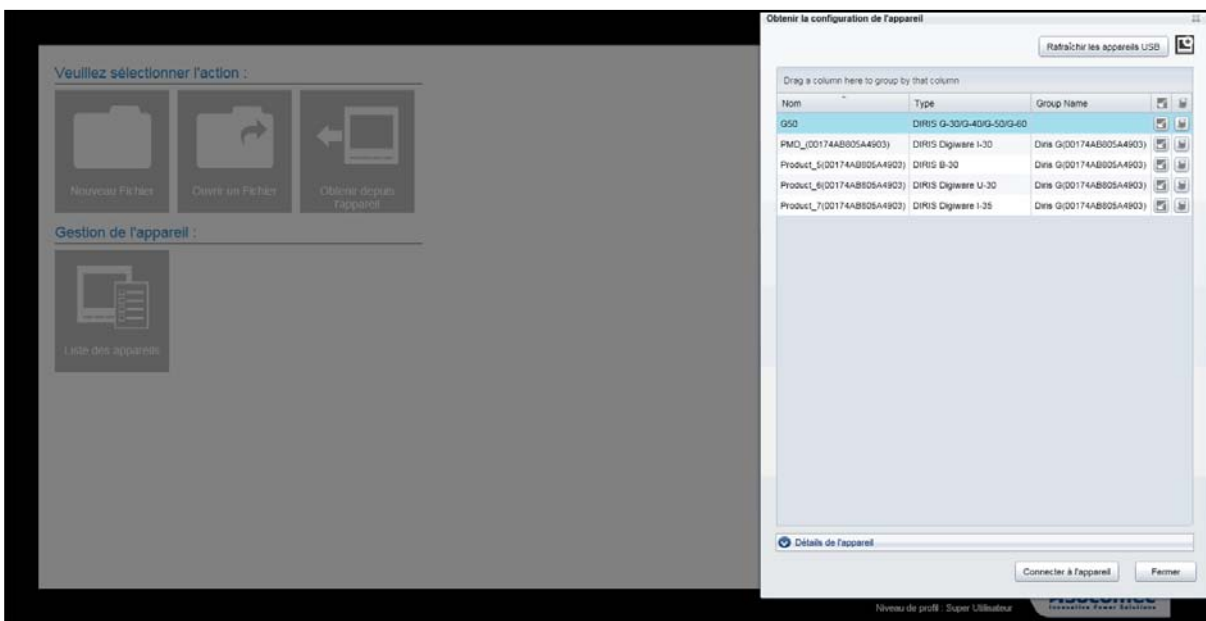 Obtenir la configuration de l'appareil
Rafraîchir les appareils USB
Veuillez sélectionner l'action :
Nouveau Fichier
Ouvrir un Fichier
Obtenir depuis
l'appareil
Gestion de l'appareil :
Liste des appareils
Drag a column here to group by that column
Nom Type Group Name
G50 DIRIS G-30/G-40/G-50/G-60
PMD_(00174AB805A4903) DIRIS Digiware I-30 Diris G(00174AB805A4903)
Product_5(00174AB805A4903) DIRIS B-30 Diris G(00174AB805A4903)
Product_6(00174AB805A4903) DIRIS Digiware U-30 Diris G(00174AB805A4903)
Product_7(00174AB805A4903) DIRIS Digiware I-35 Diris G(00174AB805A4903)
Détails de l'appareil
Connecter à l'appareil
Fermer
Niveau de profil : Super Utilisateur
Innovative Power Solutions